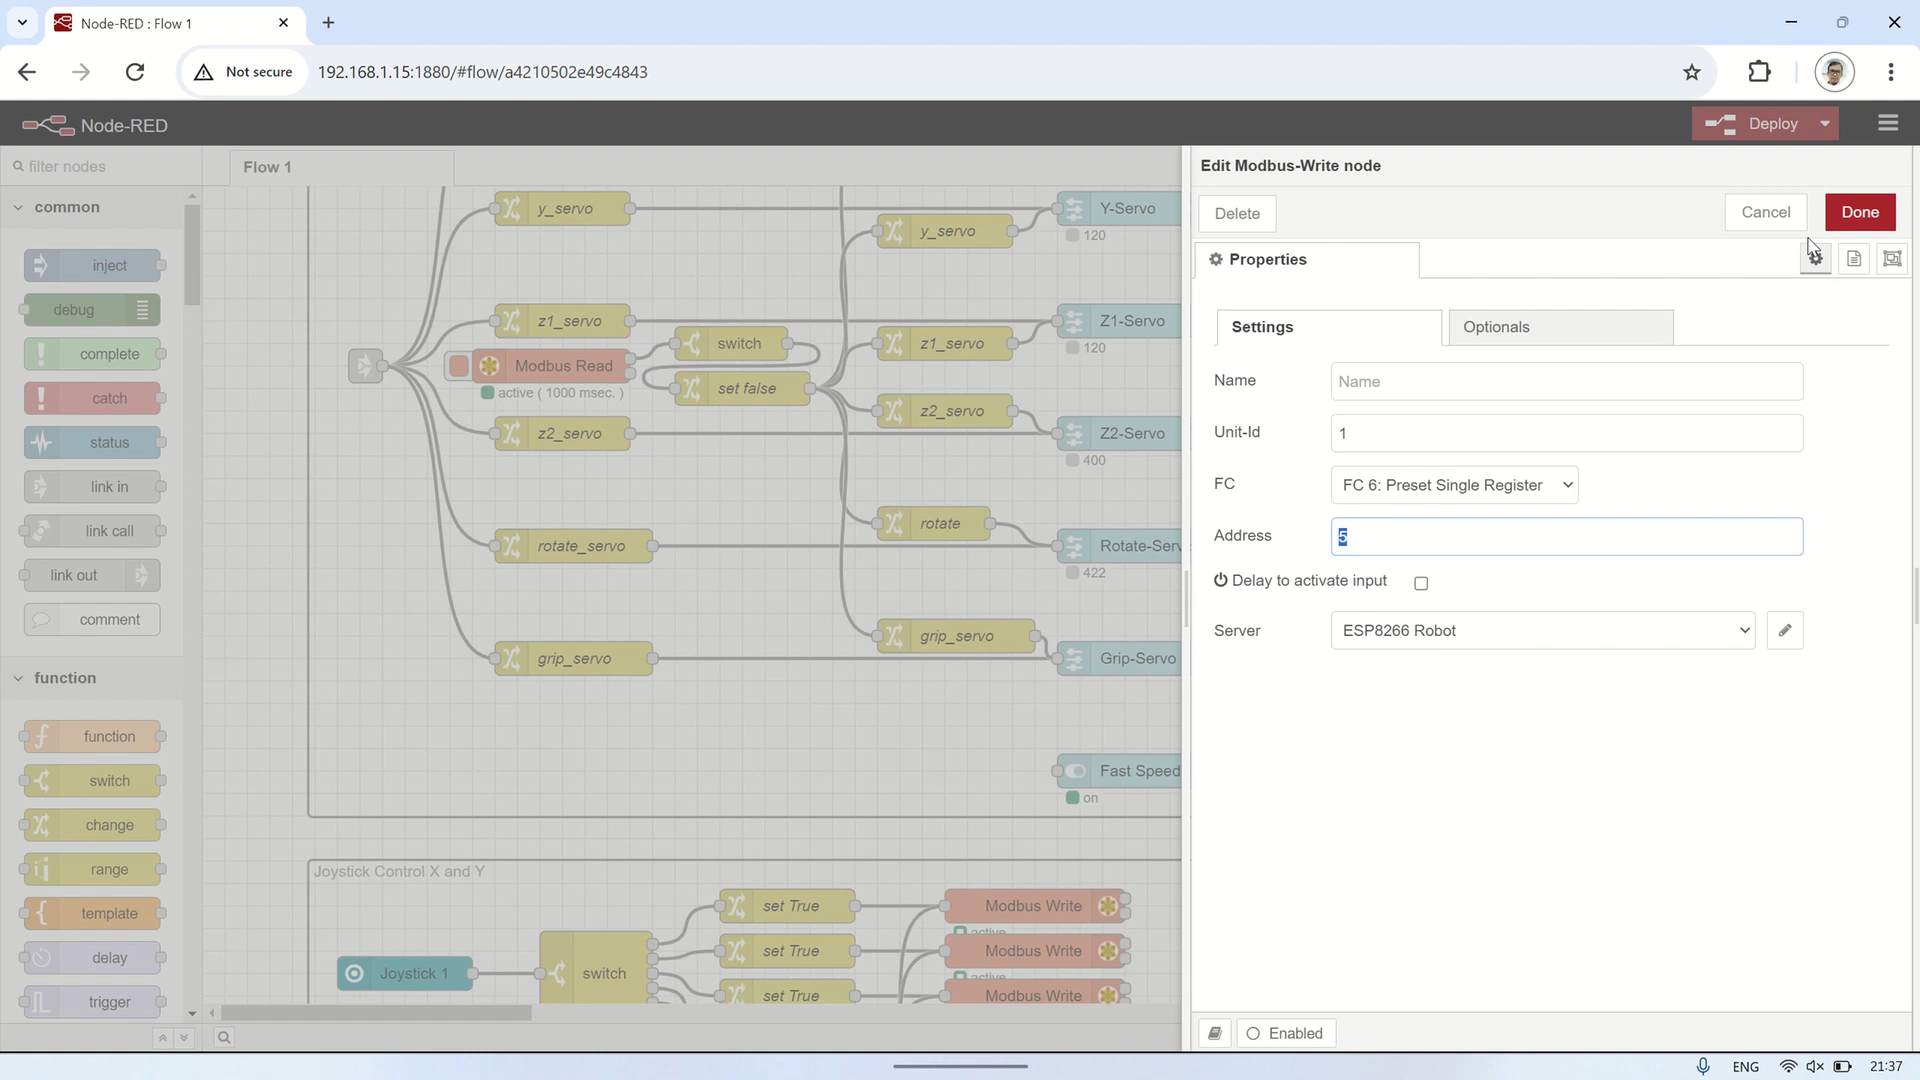 Node-RED : Flow 1
Not secure
192.168.1.15:1880/#flow/a4210502e49c4843
Node-RED
Deploy
filter nodes
Flow 1
Edit Modbus-Write node
Delete
Cancel
Done
Properties
Settings
Optionals
Name
Name
Unit-Id
1
FC
FC 6: Preset Single Register
Address
5
Delay to activate input
Server
ESP8266 Robot
Enabled
common
inject
debug
complete
catch
status
link in
link call
link out
comment
function
function
switch
change
range
template
delay
trigger
y_servo
Y-Servo
120
y_servo
z1_servo
Z1-Servo
120
switch
z1_servo
Modbus Read
active ( 1000 msec. )
set false
z2_servo
z2_servo
Z2-Servo
400
rotate
rotate_servo
Rotate-Serv
422
grip_servo
grip_servo
Grip-Servo
Fast Speed
on
Joystick Control X and Y
set True
Modbus Write
active
set True
Modbus Write
active
Joystick 1
switch
set True
Modbus Write
ENG
21:37